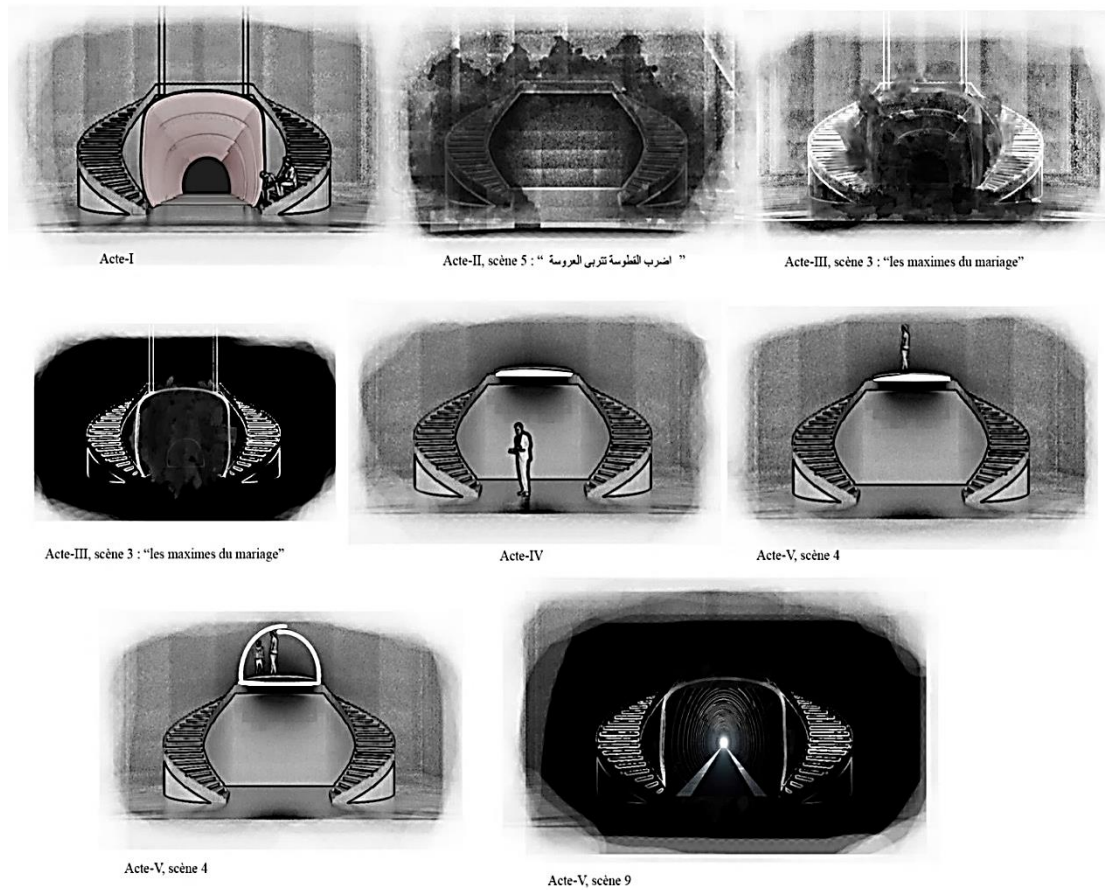 Acte-I
Acte-II, scène 5 : “ اضرب القطوسة تتربى العروسة ”
Acte-III, scène 3 : “les maximes du mariage”
Acte-III, scène 3 : “les maximes du mariage”
Acte-IV
Acte-V, scène 4
Acte-V, scène 4
Acte-V, scène 9